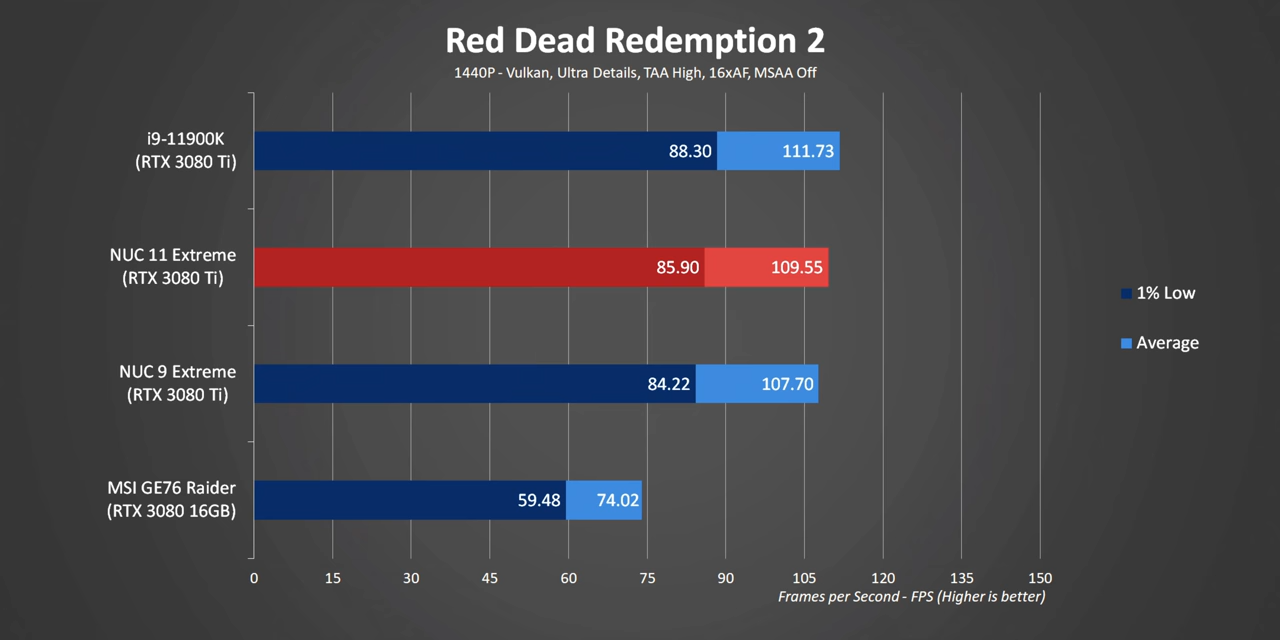 Red Dead Redemption 2
1440P - Vulkan, Ultra Details, TAA High, 16xAF, MSAA Off
i9-11900K
(RTX 3080 Ti)
88.30
111.73
NUC 11 Extreme
(RTX 3080 Ti)
85.90
109.55
NUC 9 Extreme
(RTX 3080 Ti)
84.22
107.70
MSI GE76 Raider
(RTX 3080 16GB)
59.48
74.02
1% Low
Average
0 15 30 45 60 75 90 105 120 135 150
Frames per Second - FPS (Higher is better)